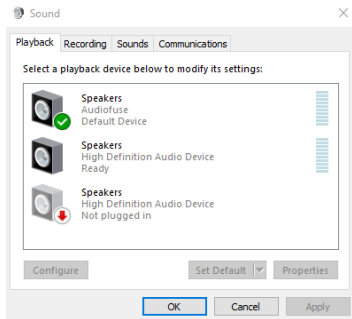 Sound
Playback Recording Sounds Communications
Select a playback device below to modify its settings:
Speakers
Audiofuse
Default Device
Speakers
High Definition Audio Device
Ready
Speakers
High Definition Audio Device
Not plugged in
Configure Set Default Properties
OK Cancel Apply